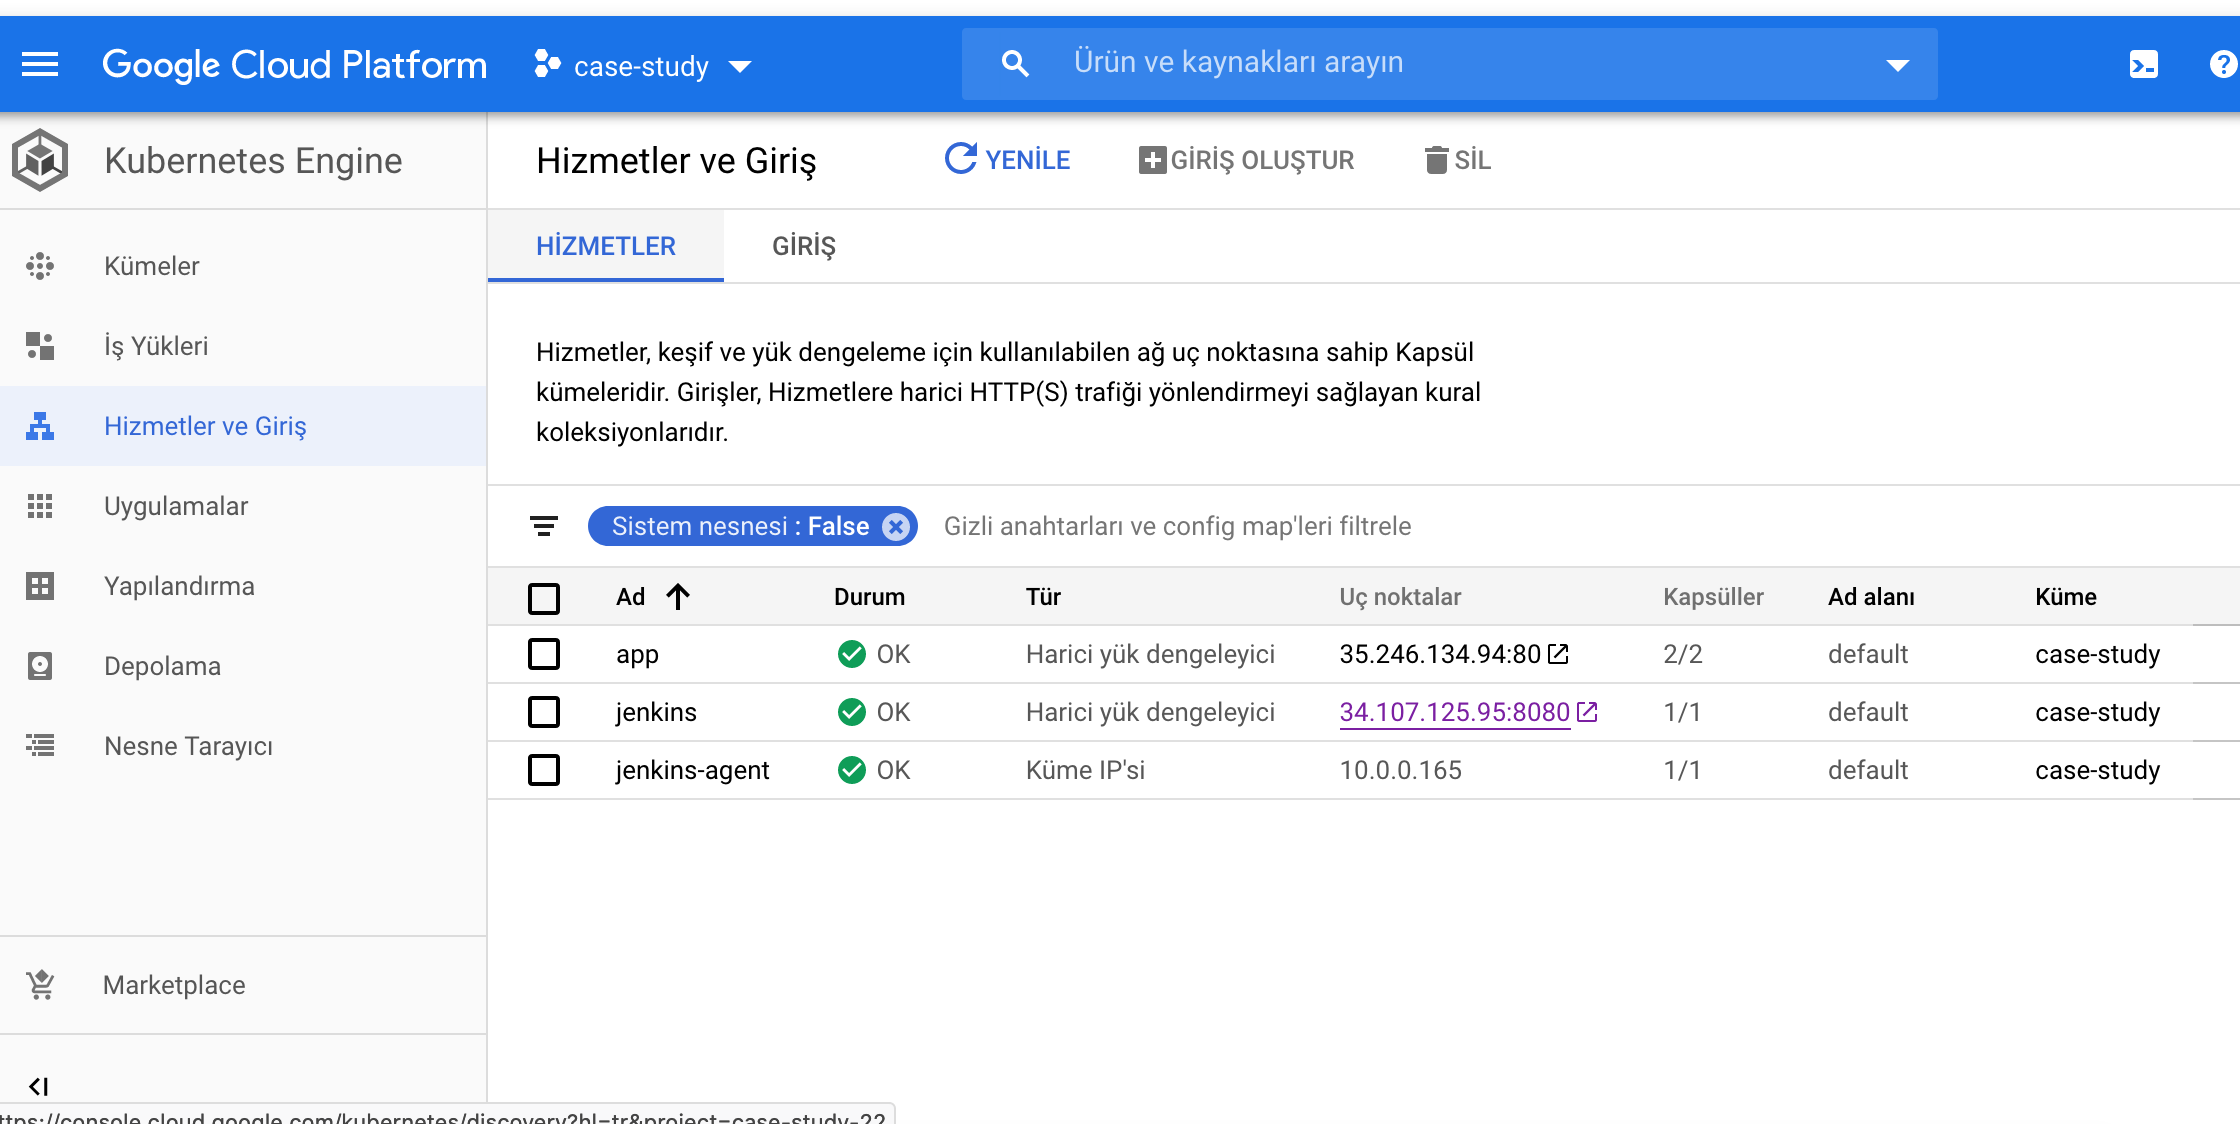 Google Cloud Platform
case-study
Ürün ve kaynakları arayın
Kubernetes Engine
Hizmetler ve Giriş
YENİLE
GİRİŞ OLUŞTUR
SİL
Kümeler
İş Yükleri
Hizmetler ve Giriş
Uygulamalar
Yapılandırma
Depolama
Nesne Tarayıcı
Marketplace
HİZMETLER
GİRİŞ
Hizmetler, keşif ve yük dengeleme için kullanılabilen ağ uç noktasına sahip Kapsül
kümeleridir. Girişler, Hizmetlere harici HTTP(S) trafiği yönlendirmeyi sağlayan kural
koleksiyonlarıdır.
Sistem nesnesi : False
Gizli anahtarları ve config map'leri filtrele
Ad Durum Tür Uç noktalar Kapsüller Ad alanı Küme
app OK Harici yük dengeleyici 35.246.134.94:80 2/2 default case-study
jenkins OK Harici yük dengeleyici 34.107.125.95:8080 1/1 default case-study
jenkins-agent OK Küme IP'si 10.0.0.165 1/1 default case-study
ttps://console.cloud.google.com/kubernetes/discovery?hl=tr&project=case-study-22